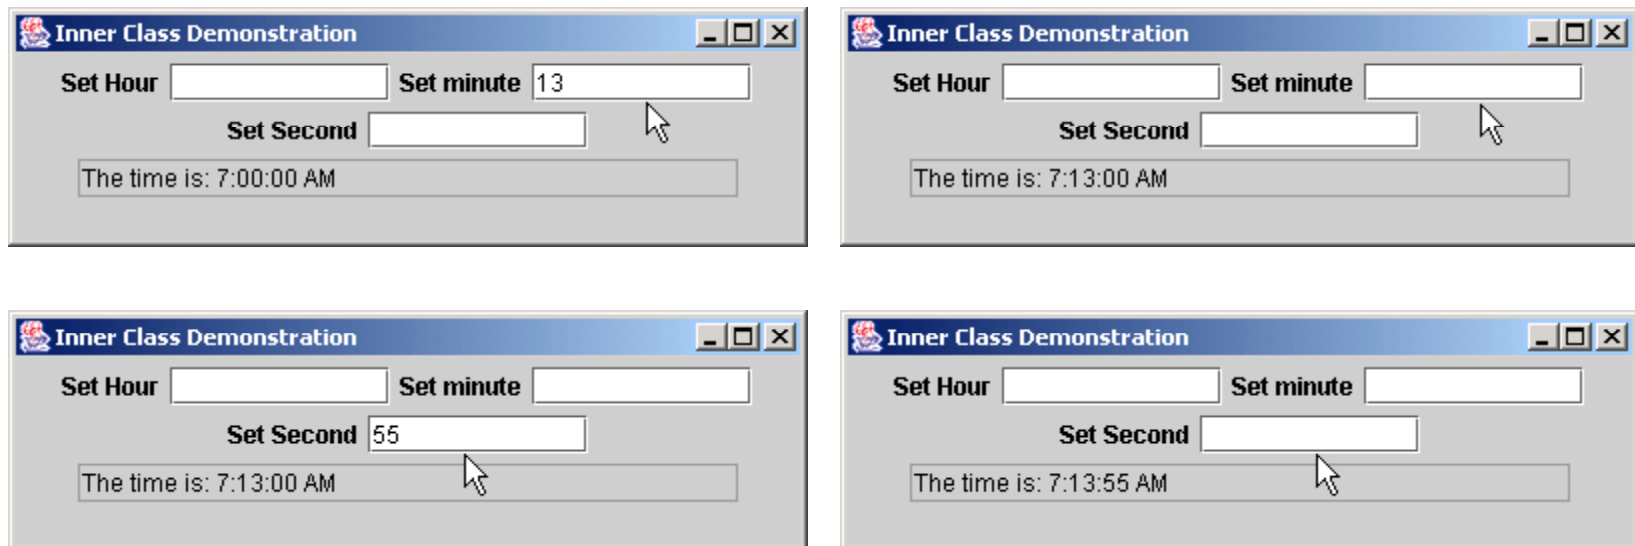 Inner Class Demonstration
Set Hour Set minute 13
Set Second
The time is: 7:00:00 AM
Inner Class Demonstration
Set Hour Set minute
Set Second
The time is: 7:13:00 AM
Inner Class Demonstration
Set Hour Set minute
Set Second 55
The time is: 7:13:00 AM
Inner Class Demonstration
Set Hour Set minute
Set Second
The time is: 7:13:55 AM